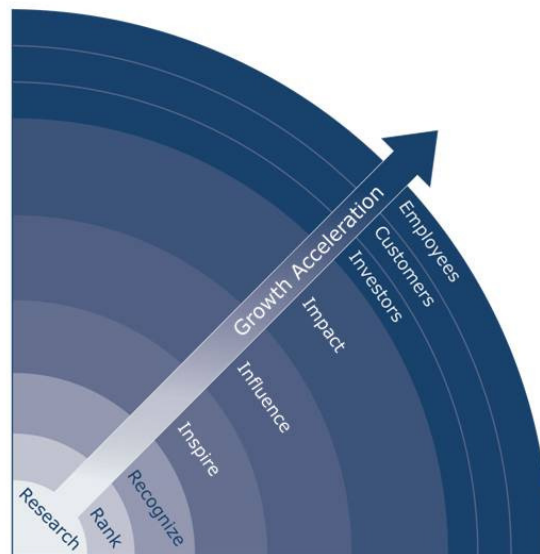 Employees
Customers
Investors
Growth Acceleration
Impact
Influence
Inspire
Recognize
Rank
Research